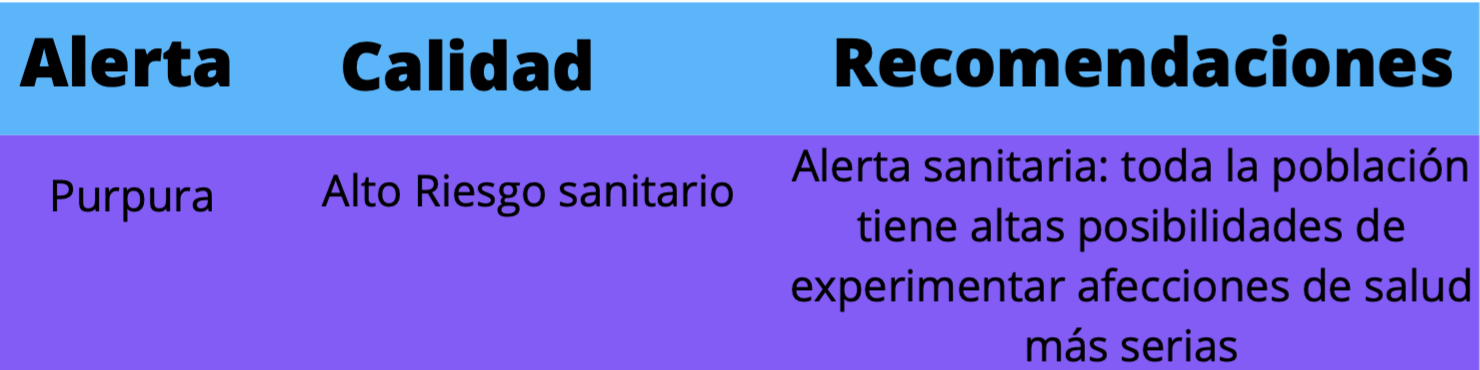 Alerta Calidad Recomendaciones
Purpura
Alto Riesgo sanitario
Alerta sanitaria: toda la población
tiene altas posibilidades de
experimentar afecciones de salud
más serias